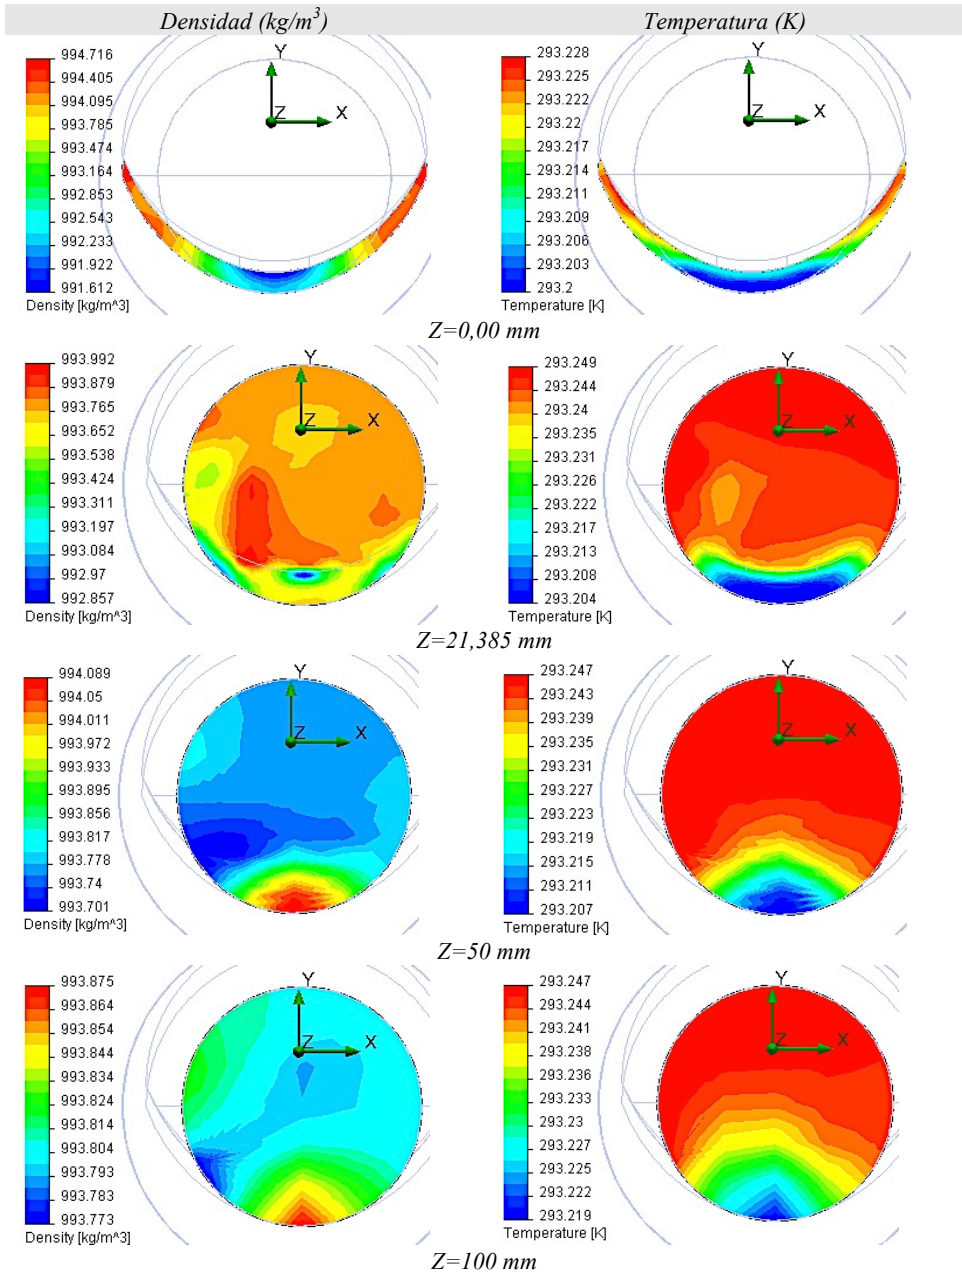 Densidad (kg/m³) Temperatura (K)
994.716
994.405
994.095
993.785
993.474
993.164
992.853
992.543
992.233
991.922
991.612
Density [kg/m^3]
Y
Z
X
293.228
293.225
293.222
293.22
293.217
293.214
293.211
293.209
293.206
293.203
293.2
Temperature [K]
Y
Z
X
Z=0,00 mm
993.992
993.879
993.765
993.652
993.538
993.424
993.311
993.197
993.084
992.97
992.857
Density [kg/m^3]
Y
Z
X
293.249
293.244
293.24
293.235
293.231
293.226
293.222
293.217
293.213
293.208
293.204
Temperature [K]
Y
Z
X
Z=21,385 mm
994.089
994.05
994.011
993.972
993.933
993.895
993.856
993.817
993.778
993.74
993.701
Density [kg/m^3]
Y
Z
X
293.247
293.243
293.239
293.235
293.231
293.227
293.223
293.219
293.215
293.211
293.207
Temperature [K]
Y
Z
X
Z=50 mm
993.875
993.864
993.854
993.844
993.834
993.824
993.814
993.804
993.793
993.783
993.773
Density [kg/m^3]
Y
Z
X
293.247
293.244
293.241
293.238
293.236
293.233
293.23
293.227
293.225
293.222
293.219
Temperature [K]
Y
Z
X
Z=100 mm